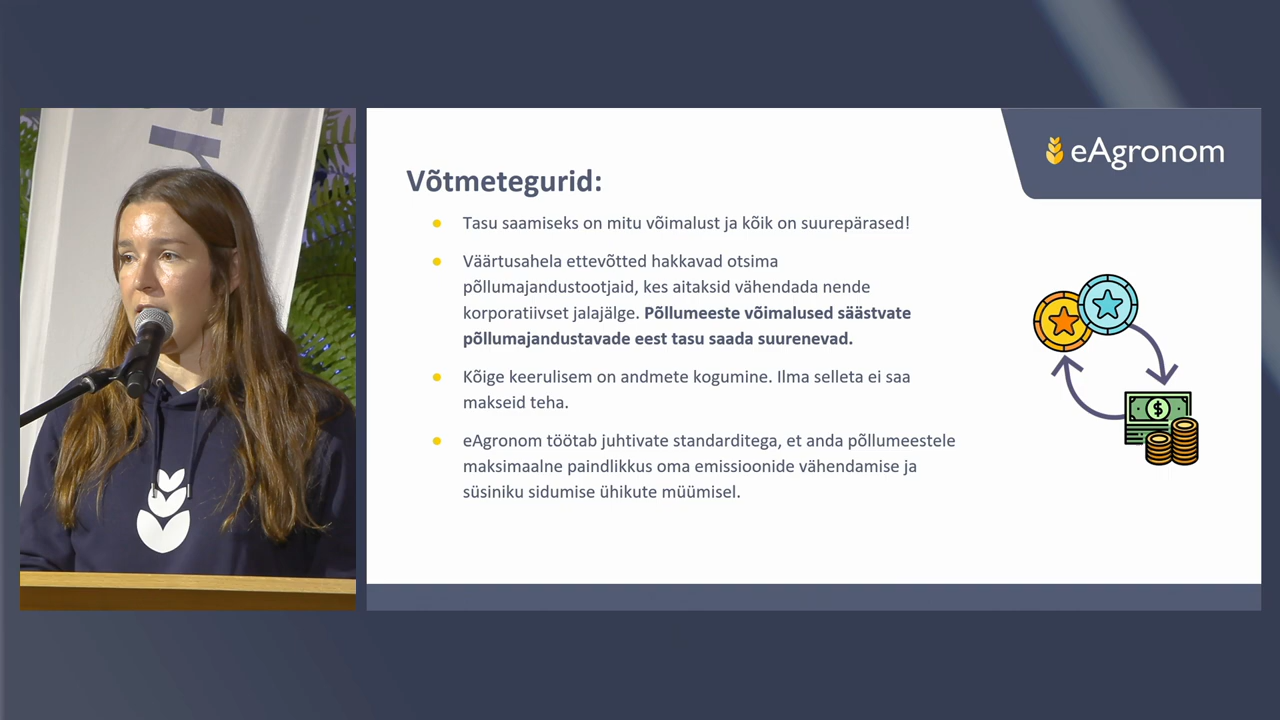 eAgronom
Võtmetegurid:
Tasu saamiseks on mitu võimalust ja kõik on suurepärased!
Väärtusahela ettevõtted hakkavad otsima
põllumajandustootjaid, kes aitaksid vähendada nende
korporatiivset jalajälge. Põllumeeste võimalused säästvate
põllumajandustavade eest tasu saada suurenevad.
Kõige keerulisem on andmete kogumine. Ilma selleta ei saa
makseid teha.
eAgronom töötab juhtivate standarditega, et anda põllumeestele
maksimaalne paindlikkus oma emissioonide vähendamise ja
süsiniku sidumise ühikute müümisel.
$